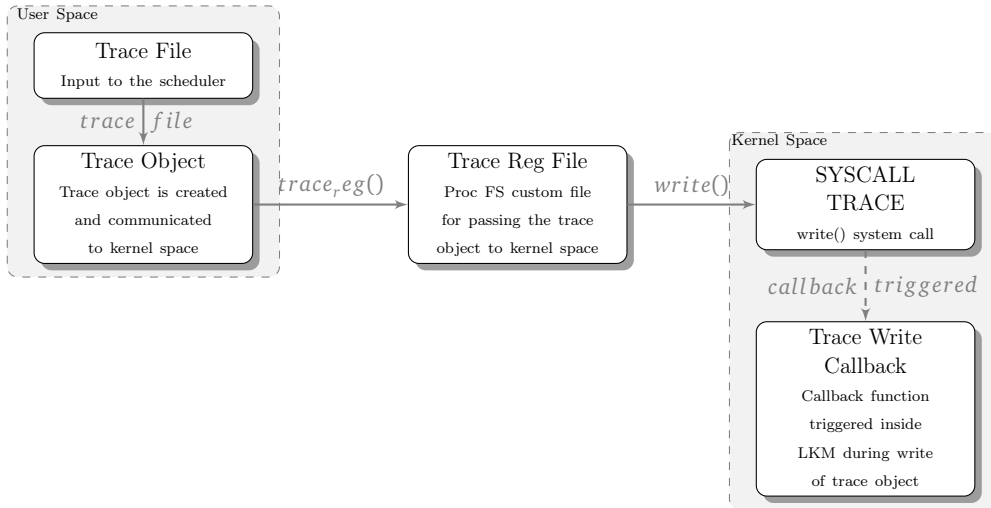 User Space
Trace File
Input to the scheduler
trace file
Trace Object
Trace object is created
and communicated
to kernel space
trace_reg()
Trace Reg File
Proc FS custom file
for passing the trace
object to kernel space
write()
Kernel Space
SYSCALL
TRACE
write() system call
callback triggered
Trace Write
Callback
Callback function
triggered inside
LKM during write
of trace object